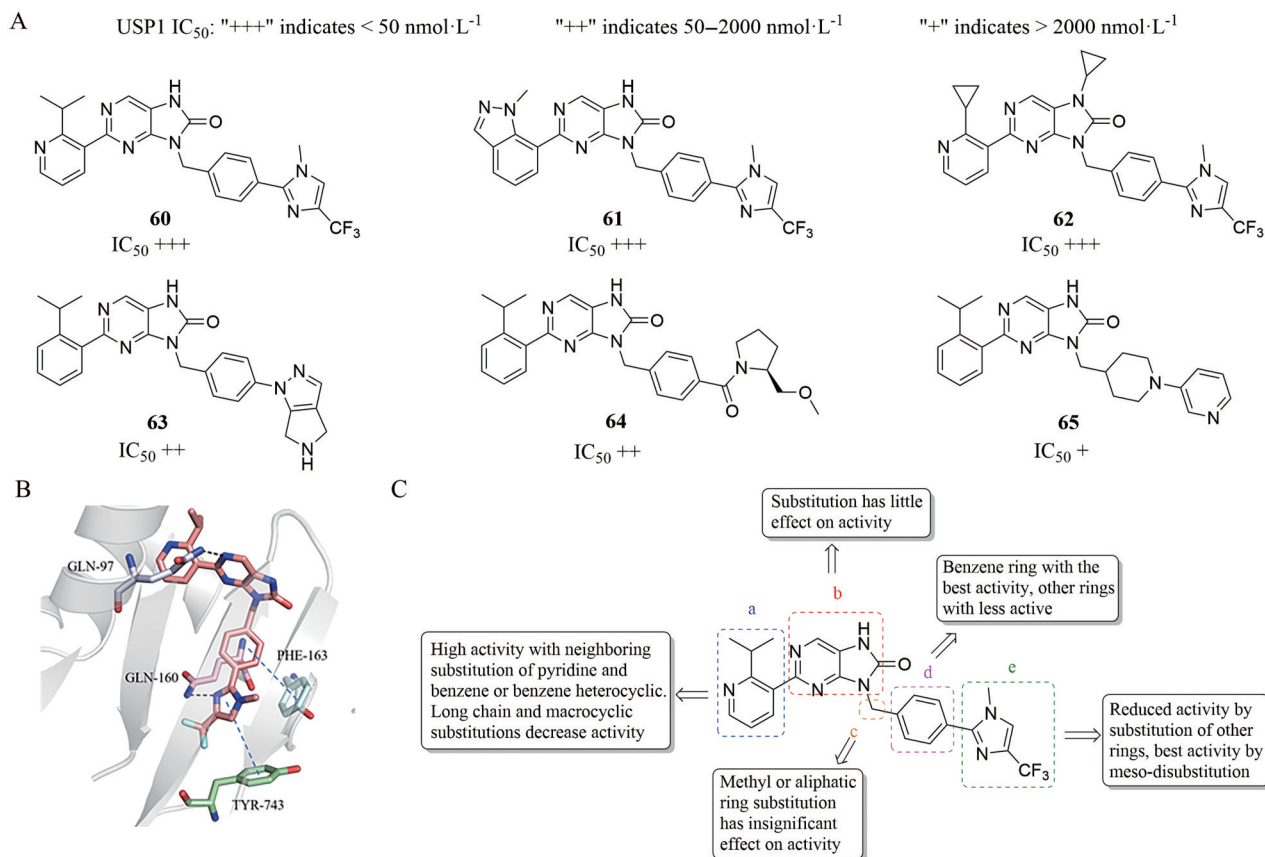 A
USP1 IC50: "+++" indicates < 50 nmol·L-1 "++" indicates 50–2000 nmol·L-1 "+" indicates > 2000 nmol·L-1
N N N N H N O N N CF3
60
IC50 +++
N N N N H N O N N CF3
61
IC50 +++
N N N N N O N N CF3
62
IC50 +++
N N H N O N N N N H
63
IC50 ++
N N H N O N N O O
64
IC50 ++
N N H N O N N N
65
IC50 +
B
GLN-97
PHE-163
GLN-160
TYR-743
C
Substitution has little
effect on activity
Benzene ring with the
best activity, other rings
with less active
High activity with neighboring
substitution of pyridine and
benzene or benzene heterocyclic.
Long chain and macrocyclic
substitutions decrease activity
a
b
c
d
e
N N N H N O N N N CF3
Methyl or aliphatic
ring substitution
has insignificant
effect on activity
Reduced activity by
substitution of other
rings, best activity by
meso-disubstitution